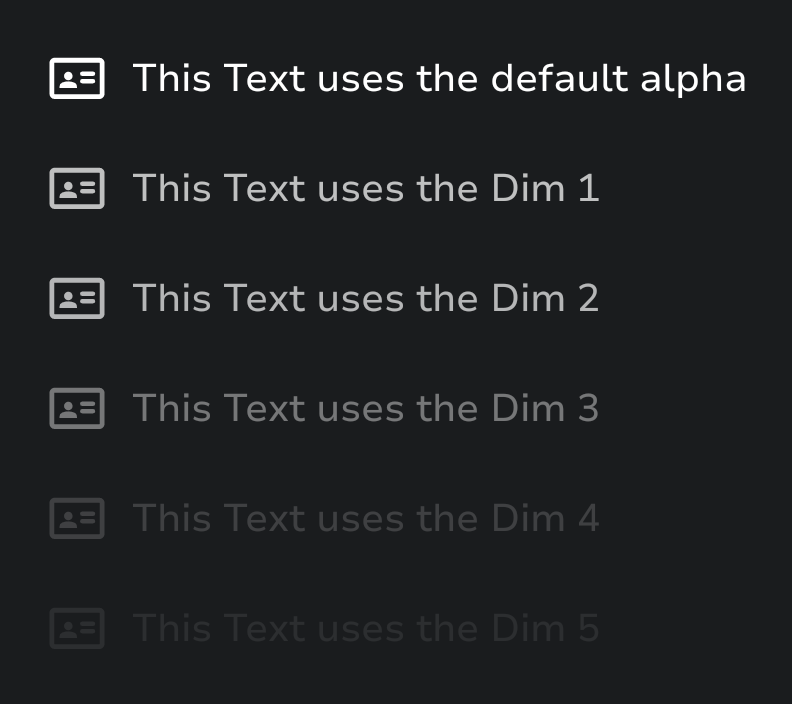 This Text uses the default alpha
This Text uses the Dim 1
This Text uses the Dim 2
This Text uses the Dim 3
This Text uses the Dim 4
This Text uses the Dim 5